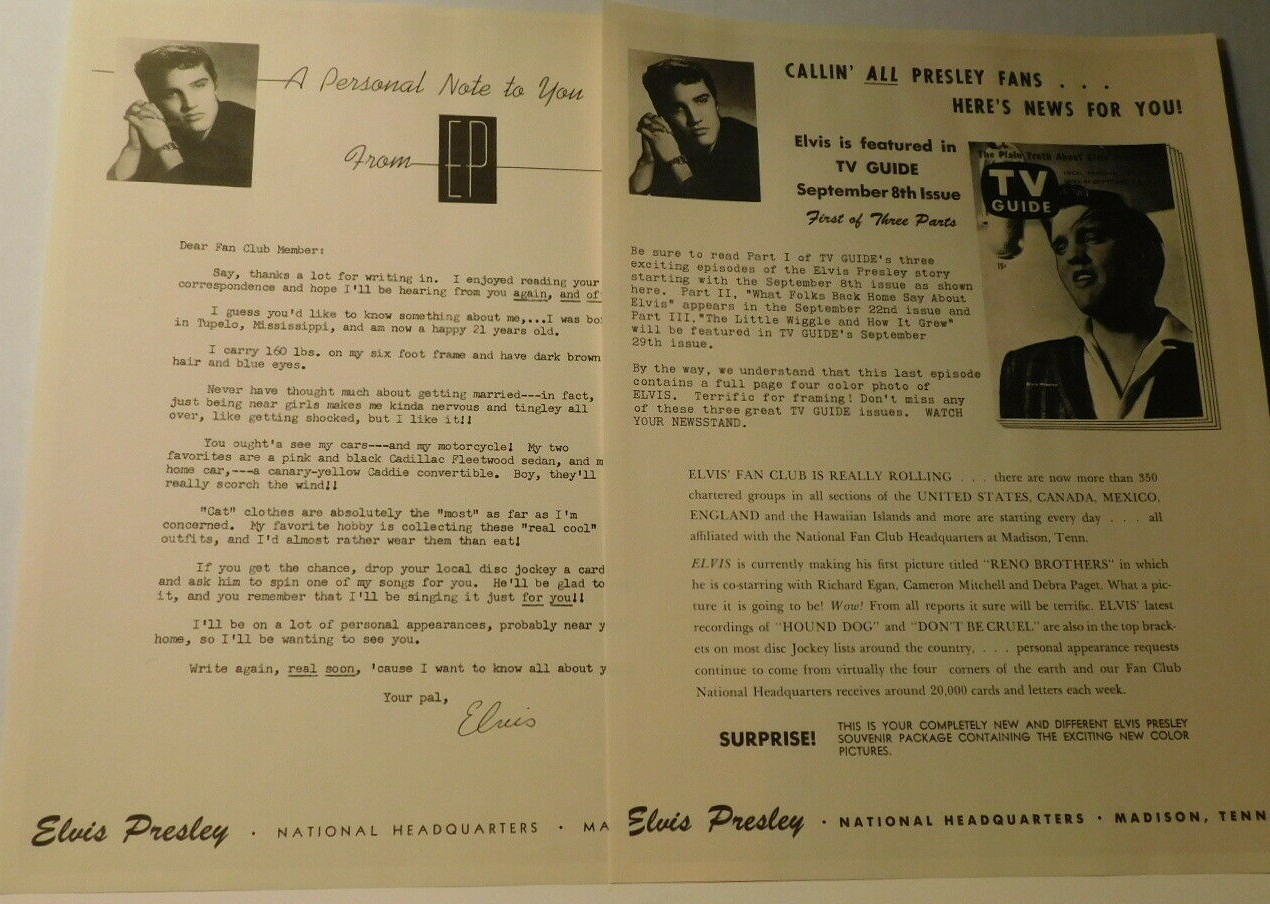 A Personal Note to You
From EP
Dear Fan Club Member:
Say, thanks a lot for writing in. I enjoyed reading your
correspondence and hope I'll be hearing from you again, and of
I guess you'd like to know something about me,...I was bo
in Tupelo, Mississippi, and am now a happy 21 years old.
I carry 160 lbs. on my six foot frame and have dark brown
hair and blue eyes.
Never have thought much about getting married---in fact,
just being near girls makes me kinda nervous and tingley all
over, like getting shocked, but I like it!!
You ought'a see my cars---and my motorcycle! My two
favorites are a pink and black Cadillac Fleetwood sedan, and m
home car,---a canary-yellow Caddie convertible. Boy, they'll
really scorch the wind!!
"Cat" clothes are absolutely the "most" as far as I'm
concerned. My favorite hobby is collecting these "real cool"
outfits, and I'd almost rather wear them than eat!
If you get the chance, drop your local disc jockey a card
and ask him to spin one of my songs for you. He'll be glad to
it, and you remember that I'll be singing it just for you!!
I'll be on a lot of personal appearances, probably near y
home, so I'll be wanting to see you.
Write again, real soon, 'cause I want to know all about y
Your pal,
Elvis
Elvis Presley · NATIONAL HEADQUARTERS · MA
CALLIN' ALL PRESLEY FANS . . .
HERE'S NEWS FOR YOU!
Elvis is featured in
TV GUIDE
September 8th Issue
First of Three Parts
The Plain Truth About Elvis
TV
GUIDE
15¢
Be sure to read Part I of TV GUIDE's three
exciting episodes of the Elvis Presley story
starting with the September 8th issue as shown
here. Part II, "What Folks Back Home Say About
Elvis" appears in the September 22nd issue and
Part III, "The Little Wiggle and How It Grew"
will be featured in TV GUIDE's September
29th issue.
By the way, we understand that this last episode
contains a full page four color photo of
ELVIS. Terrific for framing! Don't miss any
of these three great TV GUIDE issues. WATCH
YOUR NEWSSTAND.
ELVIS' FAN CLUB IS REALLY ROLLING . . . there are now more than 350
chartered groups in all sections of the UNITED STATES, CANADA, MEXICO,
ENGLAND and the Hawaiian Islands and more are starting every day . . . all
affiliated with the National Fan Club Headquarters at Madison, Tenn.
ELVIS is currently making his first picture titled "RENO BROTHERS" in which
he is co-starring with Richard Egan, Cameron Mitchell and Debra Paget. What a pic-
ture it is going to be! Wow! From all reports it sure will be terrific. ELVIS' latest
recordings of "HOUND DOG" and "DON'T BE CRUEL" are also in the top brack-
ets on most disc Jockey lists around the country, . . . . personal appearance requests
continue to come from virtually the four corners of the earth and our Fan Club
National Headquarters receives around 20,000 cards and letters each week.
SURPRISE!
THIS IS YOUR COMPLETELY NEW AND DIFFERENT ELVIS PRESLEY
SOUVENIR PACKAGE CONTAINING THE EXCITING NEW COLOR
PICTURES.
Elvis Presley · NATIONAL HEADQUARTERS · MADISON, TENN